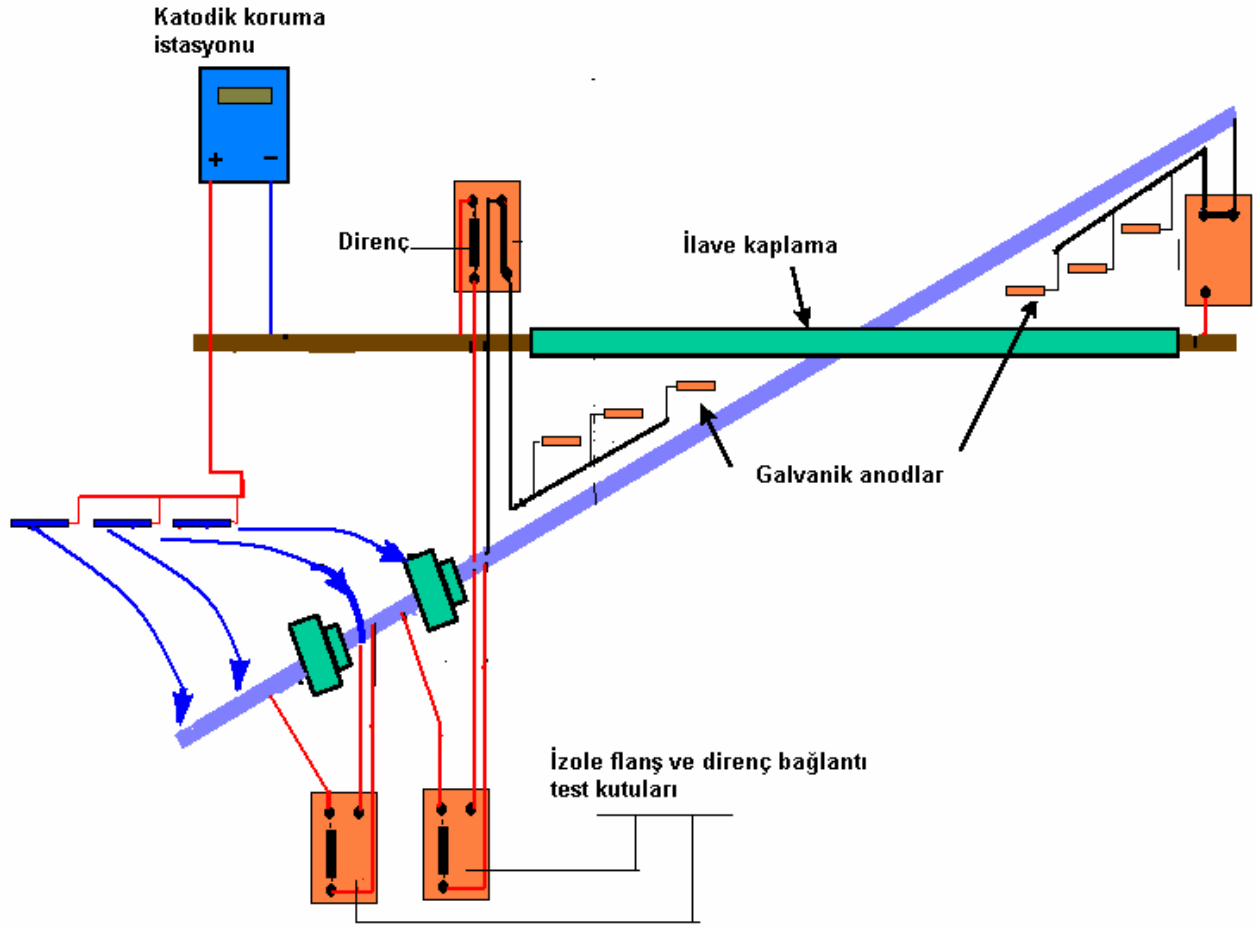 Katodik koruma
istasyonu
+ −
Direnç
İlave kaplama
Galvanik anodlar
İzole flanş ve direnç bağlantı
test kutuları